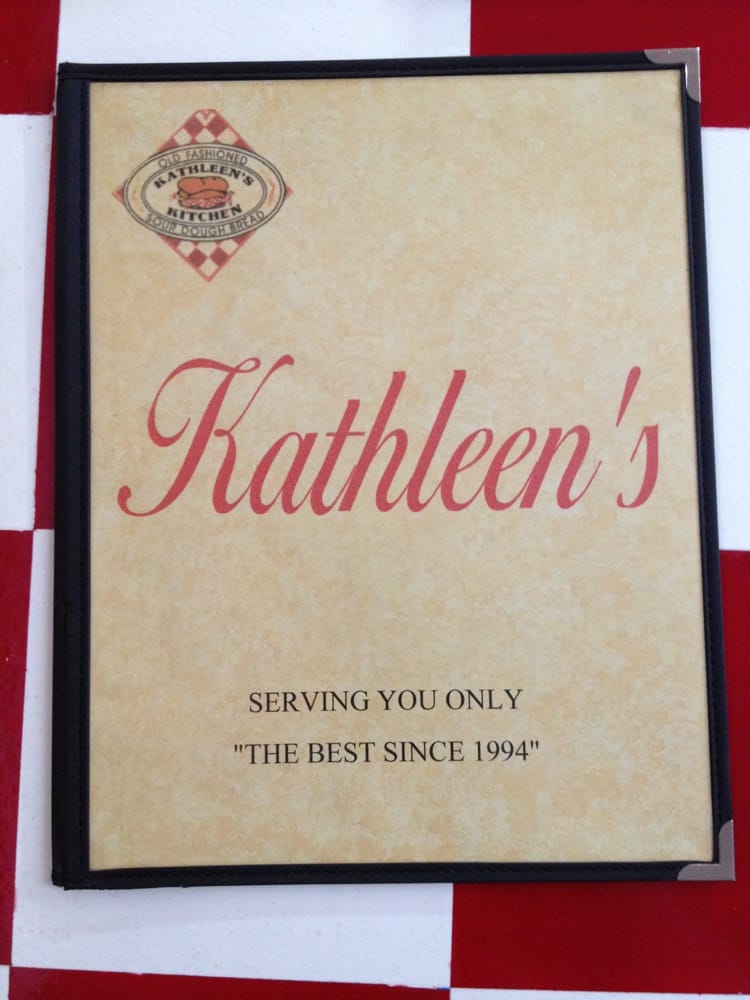 OLD FASHIONED
KATHLEEN'S
KITCHEN
SOUR DOUGH BREAD
Kathleen's
SERVING YOU ONLY
"THE BEST SINCE 1994"